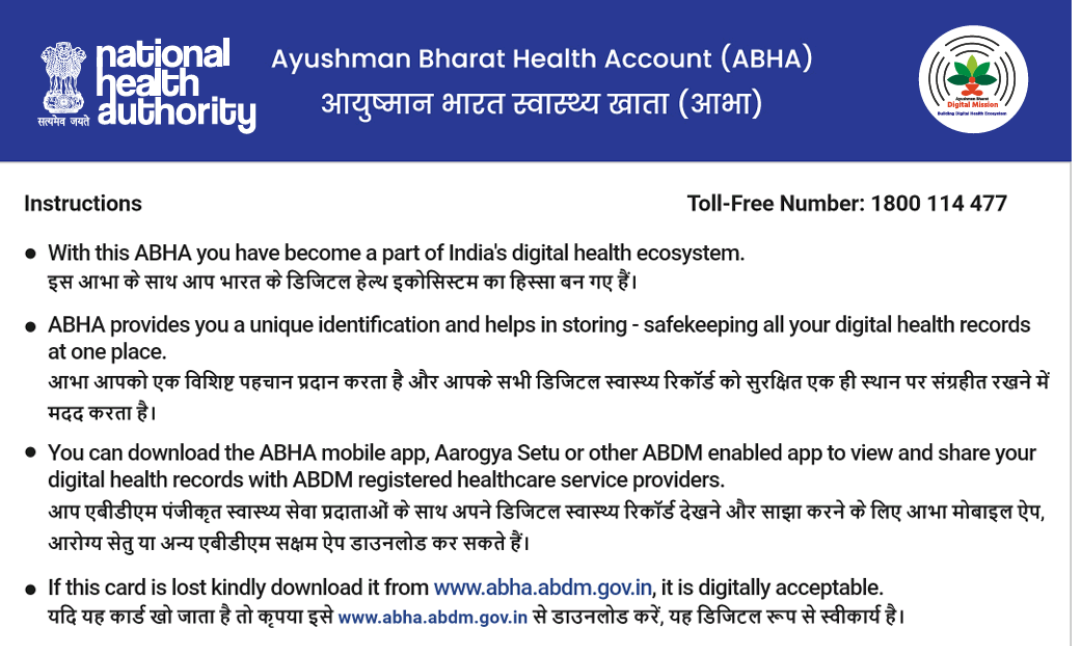 national
health
authority
सत्यमेव जयते
Ayushman Bharat Health Account (ABHA)
आयुष्मान भारत स्वास्थ्य खाता (आभा)
Ayushman Bharat
Digital Mission
Building Digital Health Ecosystem
Instructions
Toll-Free Number: 1800 114 477
● With this ABHA you have become a part of India's digital health ecosystem.
इस आभा के साथ आप भारत के डिजिटल हेल्थ इकोसिस्टम का हिस्सा बन गए हैं।
● ABHA provides you a unique identification and helps in storing - safekeeping all your digital health records
at one place.
आभा आपको एक विशिष्ट पहचान प्रदान करता है और आपके सभी डिजिटल स्वास्थ्य रिकॉर्ड को सुरक्षित एक ही स्थान पर संग्रहीत रखने में
मदद करता है।
● You can download the ABHA mobile app, Aarogya Setu or other ABDM enabled app to view and share your
digital health records with ABDM registered healthcare service providers.
आप एबीडीएम पंजीकृत स्वास्थ्य सेवा प्रदाताओं के साथ अपने डिजिटल स्वास्थ्य रिकॉर्ड देखने और साझा करने के लिए आभा मोबाइल ऐप,
आरोग्य सेतु या अन्य एबीडीएम सक्षम ऐप डाउनलोड कर सकते हैं।
● If this card is lost kindly download it from www.abha.abdm.gov.in, it is digitally acceptable.
यदि यह कार्ड खो जाता है तो कृपया इसे www.abha.abdm.gov.in से डाउनलोड करें, यह डिजिटल रूप से स्वीकार्य है।